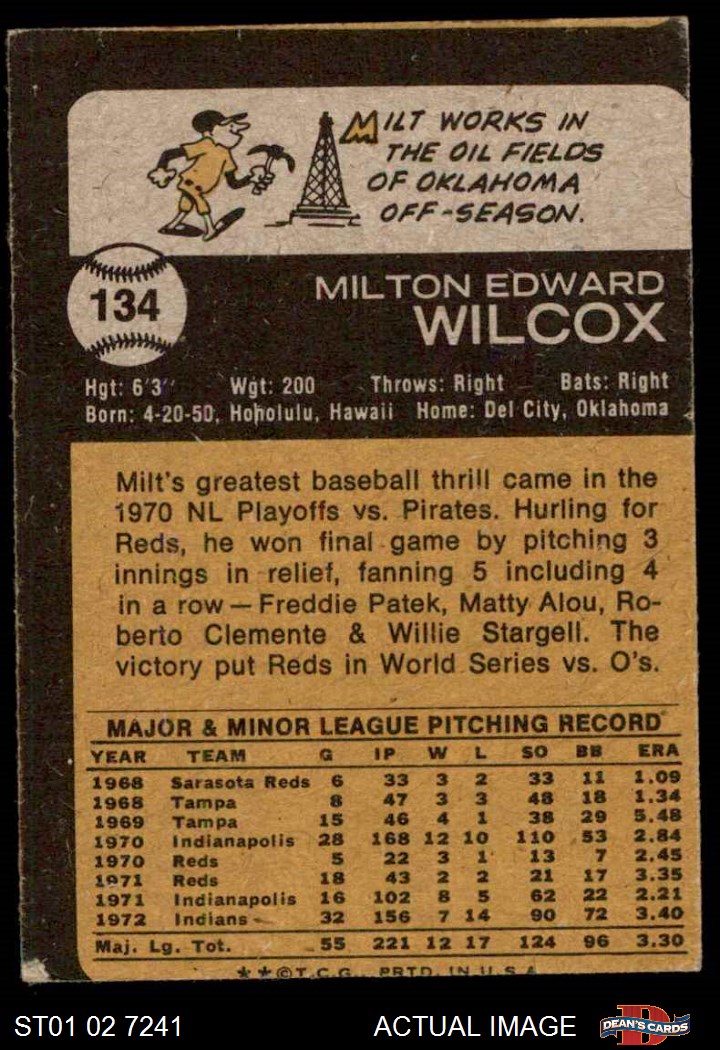 MILT WORKS IN
THE OIL FIELDS
OF OKLAHOMA
OFF-SEASON.
134
MILTON EDWARD
WILCOX
Hgt: 6'3" Wgt: 200 Throws: Right Bats: Right
Born: 4-20-50, Honolulu, Hawaii Home: Del City, Oklahoma
Milt's greatest baseball thrill came in the
1970 NL Playoffs vs. Pirates. Hurling for
Reds, he won final game by pitching 3
innings in relief, fanning 5 including 4
in a row — Freddie Patek, Matty Alou, Ro-
berto Clemente & Willie Stargell. The
victory put Reds in World Series vs. O's.
MAJOR & MINOR LEAGUE PITCHING RECORD
YEAR TEAM G IP W L SO BB ERA
1968 Sarasota Reds 6 33 3 2 33 11 1.09
1968 Tampa 8 47 3 3 48 18 1.34
1969 Tampa 15 46 4 1 38 29 5.48
1970 Indianapolis 28 168 12 10 110 53 2.84
1970 Reds 5 22 3 1 13 7 2.45
1971 Reds 18 43 2 2 21 17 3.35
1971 Indianapolis 16 102 8 5 62 22 2.21
1972 Indians 32 156 7 14 90 72 3.40
Maj. Lg. Tot. 55 221 12 17 124 96 3.30
* * © T.C.G. PRTD. IN U.S.A.
ST01 02 7241 ACTUAL IMAGE D DEAN'S CARDS